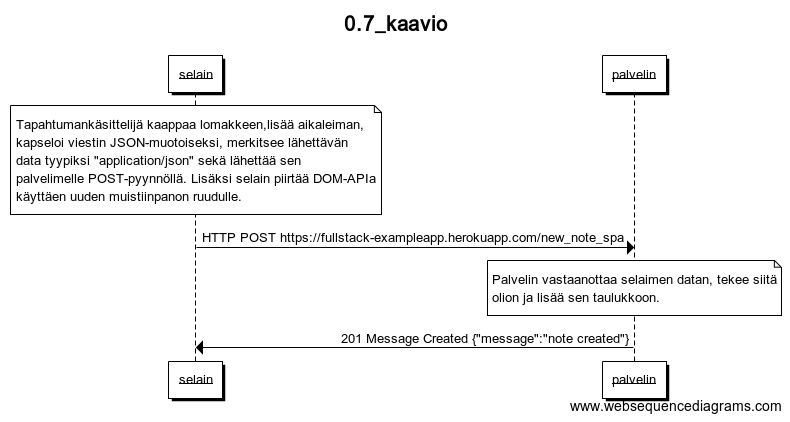 0.7_kaavio
selain
palvelin
Tapahtumankäsittelijä kaappaa lomakkeen,lisää aikaleiman,
kapseloi viestin JSON-muotoiseksi, merkitsee lähettävän
data tyypiksi "application/json" sekä lähettää sen
palvelimelle POST-pyynnöllä. Lisäksi selain piirtää DOM-APIa
käyttäen uuden muistiinpanon ruudulle.
HTTP POST https://fullstack-exampleapp.herokuapp.com/new_note_spa
Palvelin vastaanottaa selaimen datan, tekee siitä
olion ja lisää sen taulukkoon.
201 Message Created {"message":"note created"}
selain
palvelin
www.websequencediagrams.com